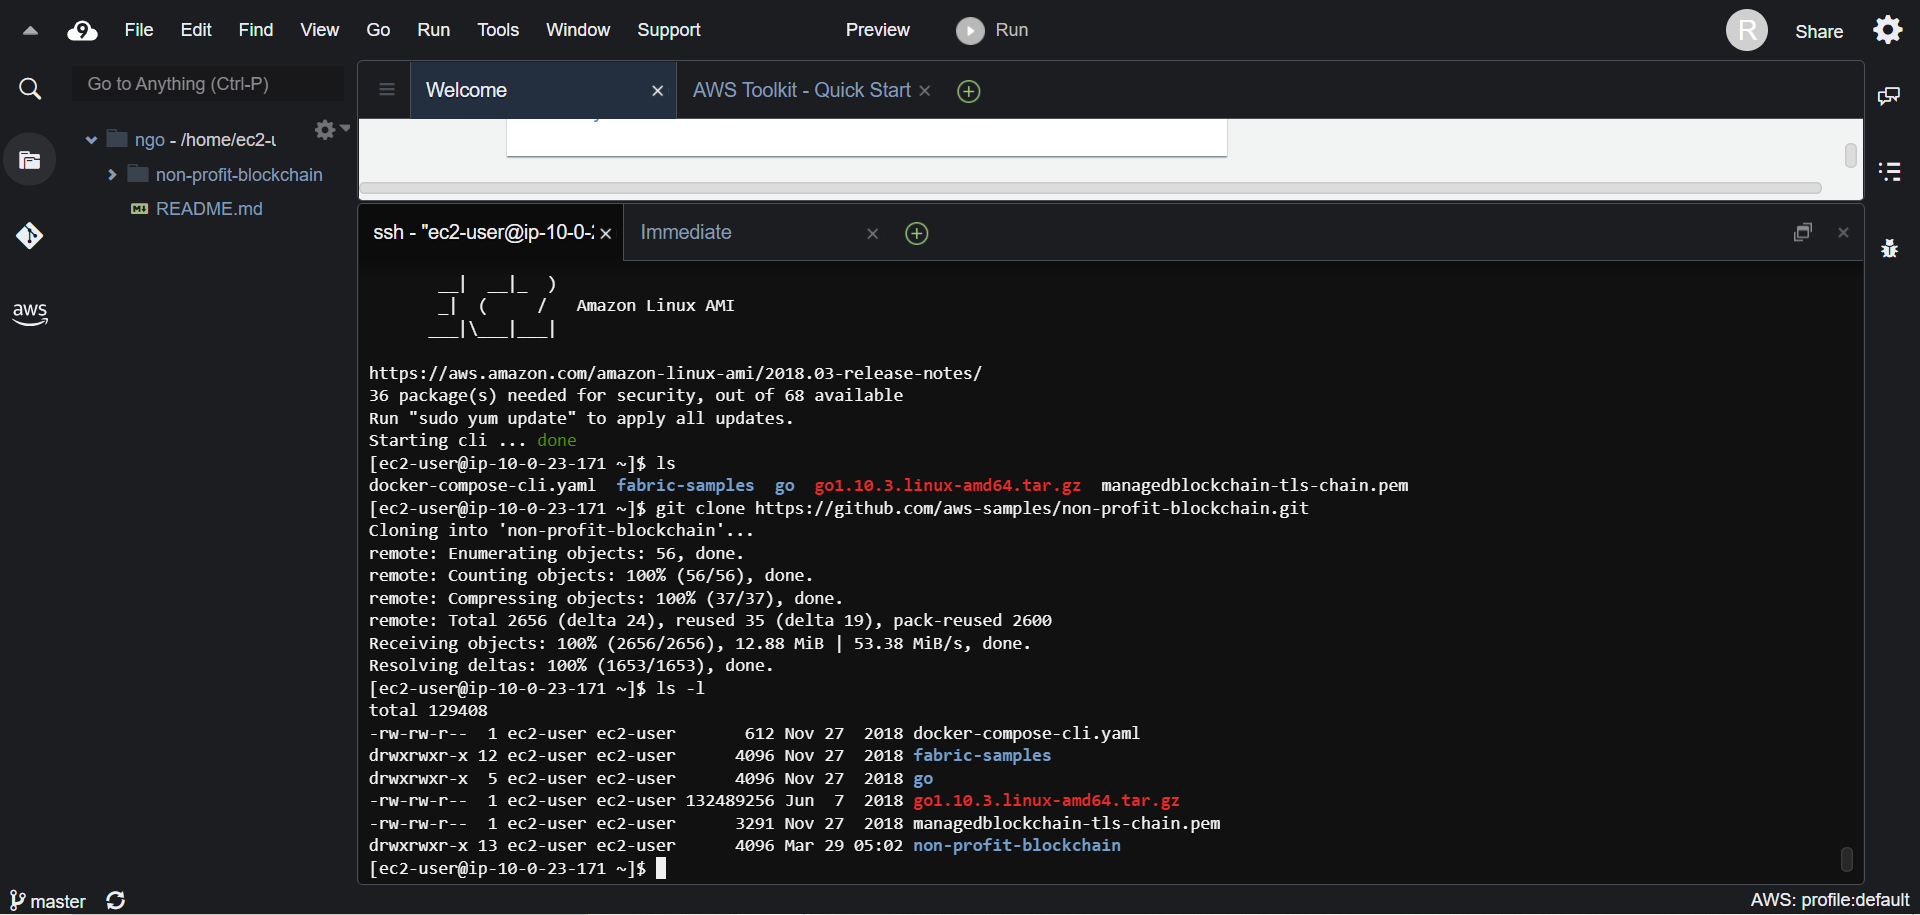 File Edit Find View Go Run Tools Window Support Preview Run R Share
Go to Anything (Ctrl-P)
Welcome
AWS Toolkit - Quick Start
ngo - /home/ec2-u
non-profit-blockchain
README.md
aws
ssh - "ec2-user@ip-10-0-2
Immediate
__| __|_ )
_| ( / Amazon Linux AMI
___|\___|___|
https://aws.amazon.com/amazon-linux-ami/2018.03-release-notes/
36 package(s) needed for security, out of 68 available
Run "sudo yum update" to apply all updates.
Starting cli ... done
[ec2-user@ip-10-0-23-171 ~]$ ls
docker-compose-cli.yaml fabric-samples go go1.10.3.linux-amd64.tar.gz managedblockchain-tls-chain.pem
[ec2-user@ip-10-0-23-171 ~]$ git clone https://github.com/aws-samples/non-profit-blockchain.git
Cloning into 'non-profit-blockchain'...
remote: Enumerating objects: 56, done.
remote: Counting objects: 100% (56/56), done.
remote: Compressing objects: 100% (37/37), done.
remote: Total 2656 (delta 24), reused 35 (delta 19), pack-reused 2600
Receiving objects: 100% (2656/2656), 12.88 MiB | 53.38 MiB/s, done.
Resolving deltas: 100% (1653/1653), done.
[ec2-user@ip-10-0-23-171 ~]$ ls -l
total 129408
-rw-rw-r-- 1 ec2-user ec2-user 612 Nov 27 2018 docker-compose-cli.yaml
drwxrwxr-x 12 ec2-user ec2-user 4096 Nov 27 2018 fabric-samples
drwxrwxr-x 5 ec2-user ec2-user 4096 Nov 27 2018 go
-rw-rw-r-- 1 ec2-user ec2-user 132489256 Jun 7 2018 go1.10.3.linux-amd64.tar.gz
-rw-rw-r-- 1 ec2-user ec2-user 3291 Nov 27 2018 managedblockchain-tls-chain.pem
drwxrwxr-x 13 ec2-user ec2-user 4096 Mar 29 05:02 non-profit-blockchain
[ec2-user@ip-10-0-23-171 ~]$
master
AWS: profile:default